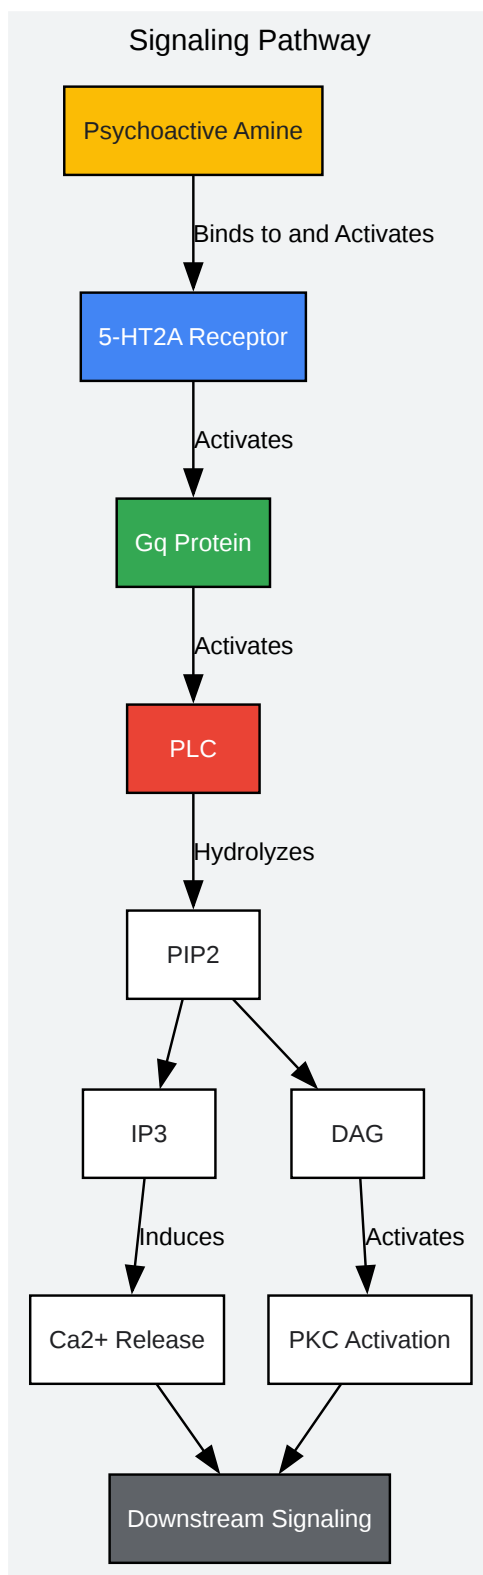 Signaling Pathway
Psychoactive Amine
Binds to and Activates
5-HT2A Receptor
Activates
Gq Protein
Activates
PLC
Hydrolyzes
PIP2
IP3
DAG
Induces
Activates
Ca2+ Release
PKC Activation
Downstream Signaling